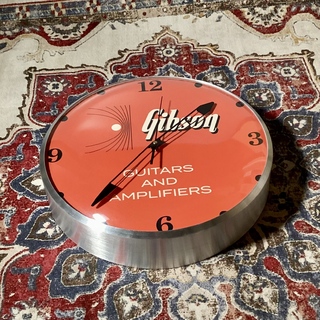 12
Gibson
3
9
GUITARS
AND
AMPLIFIERS
6